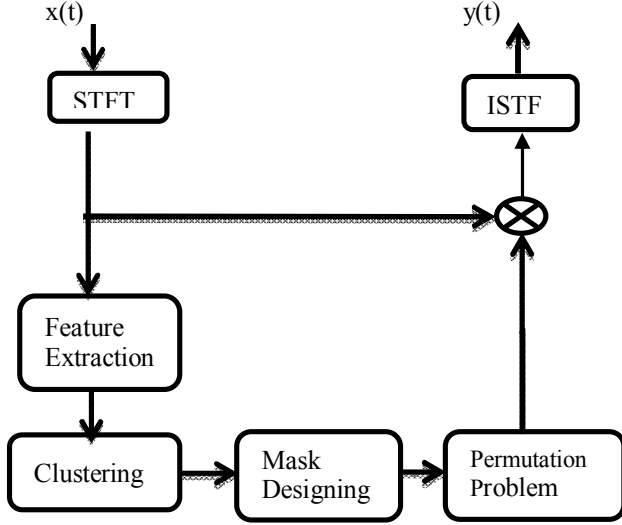 x(t)
y(t)
STFT
ISTF
Feature
Extraction
Clustering
Mask
Designing
Permutation
Problem